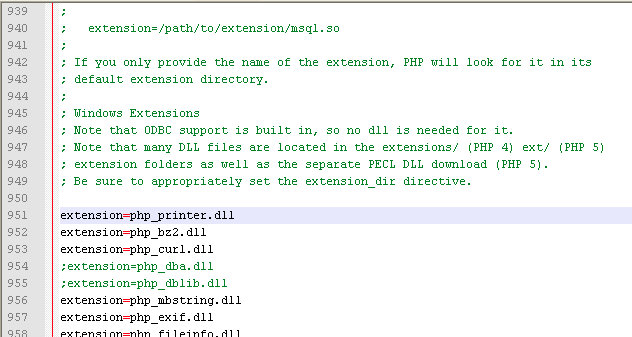 939 ;
940 ;   extension=/path/to/extension/msql.so
941 ;
942 ; If you only provide the name of the extension, PHP will look for it in its
943 ; default extension directory.
944 ;
945 ; Windows Extensions
946 ; Note that ODBC support is built in, so no dll is needed for it.
947 ; Note that many DLL files are located in the extensions/ (PHP 4) ext/ (PHP 5)
948 ; extension folders as well as the separate PECL DLL download (PHP 5).
949 ; Be sure to appropriately set the extension_dir directive.
950
951 extension=php_printer.dll
952 extension=php_bz2.dll
953 extension=php_curl.dll
954 ;extension=php_dba.dll
955 ;extension=php_dblib.dll
956 extension=php_mbstring.dll
957 extension=php_exif.dll
958 extension=php_fileinfo.dll